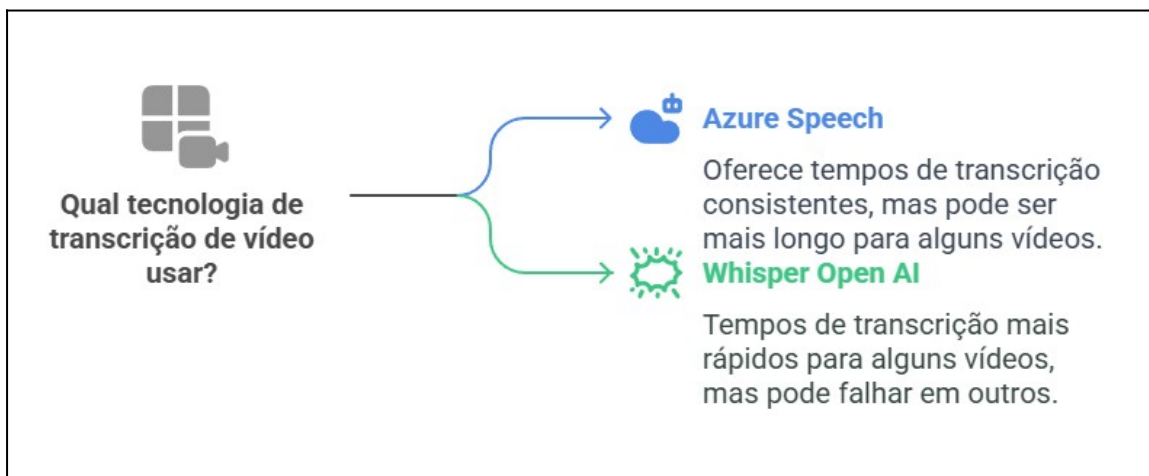 Qual tecnologia de
transcrição de vídeo
usar?
Azure Speech
Oferece tempos de transcrição
consistentes, mas pode ser
mais longo para alguns vídeos.
Whisper Open AI
Tempos de transcrição mais
rápidos para alguns vídeos,
mas pode falhar em outros.